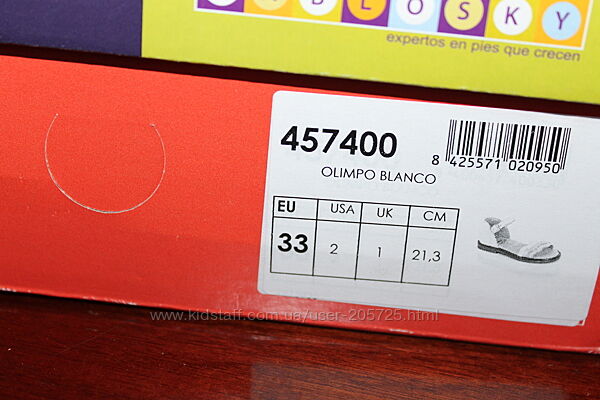 BLOSKY
expertos en pies que crecen
457400
OLIMPO BLANCO
8 425571 020950
EU USA UK CM
33 2 1 21,3
www.kidstaff.com.ua/user-205725.html